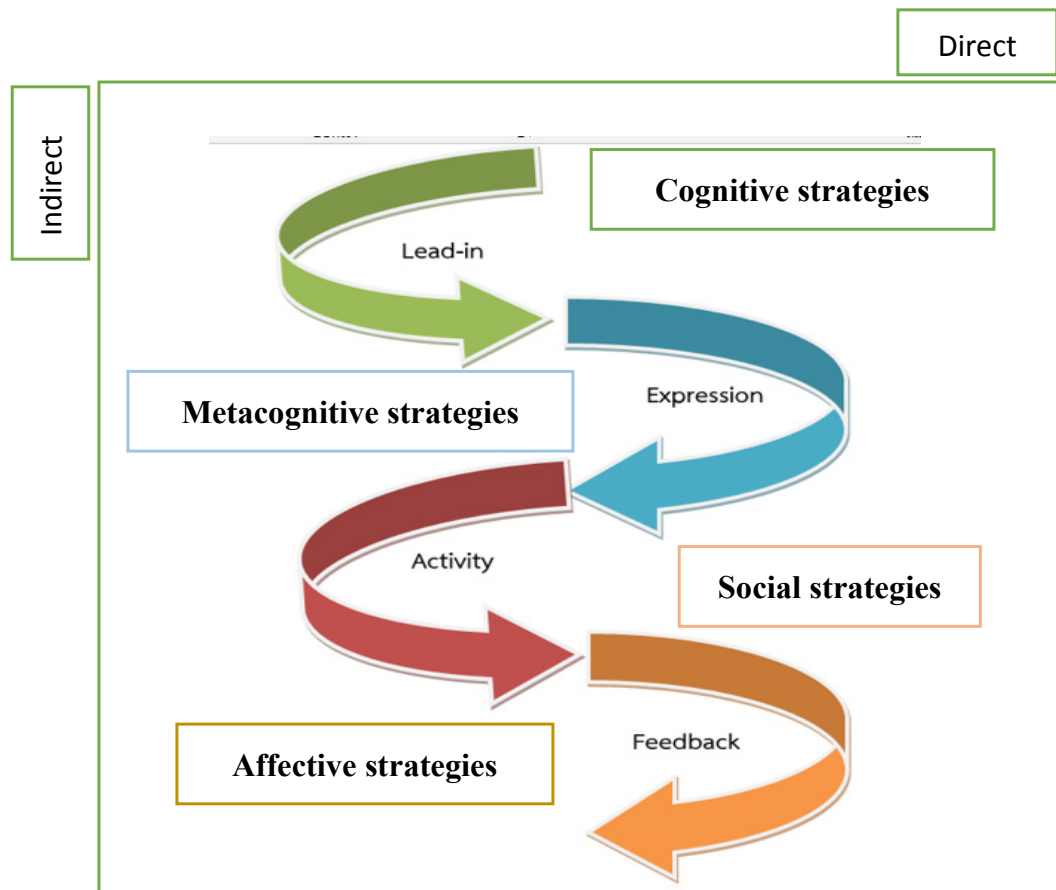 Direct
Indirect
Cognitive strategies
Lead-in
Metacognitive strategies
Expression
Activity
Social strategies
Affective strategies
Feedback